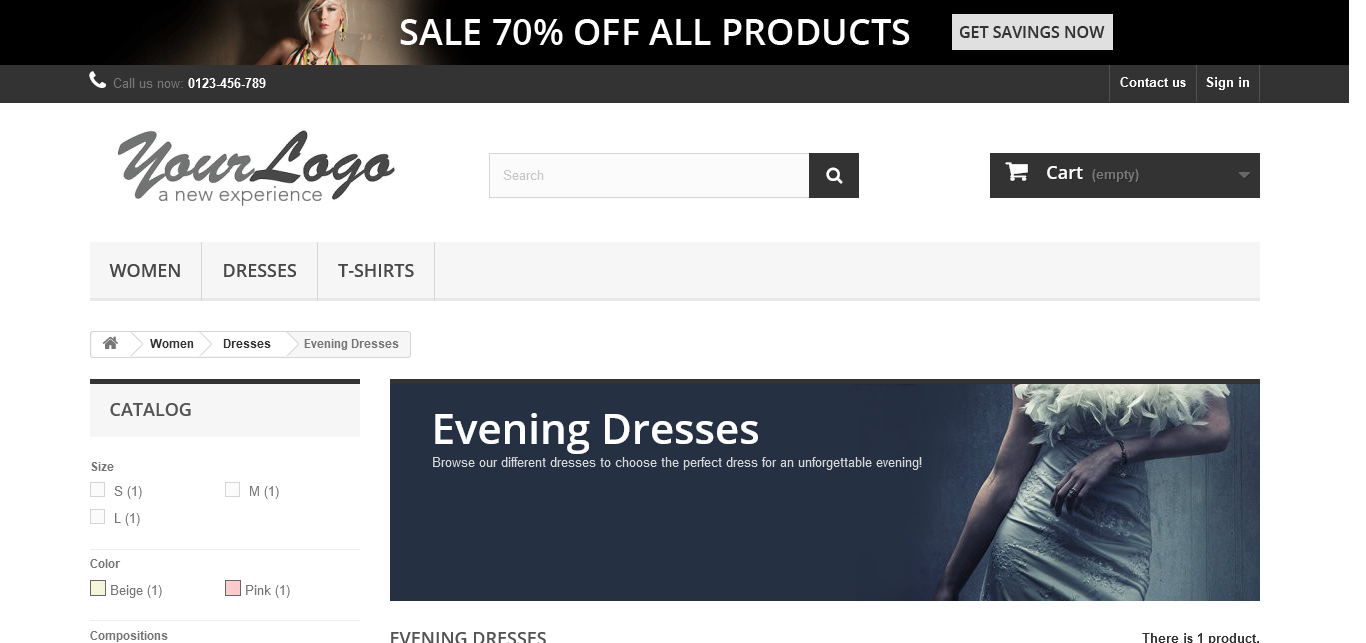 SALE 70% OFF ALL PRODUCTS GET SAVINGS NOW
Call us now: 0123-456-789 Contact us Sign in
Your Logo
a new experience
Search
Cart (empty)
WOMEN DRESSES T-SHIRTS
Women Dresses Evening Dresses
CATALOG
Size
S (1) M (1)
L (1)
Color
Beige (1) Pink (1)
Compositions
Evening Dresses
Browse our different dresses to choose the perfect dress for an unforgettable evening!
EVENING DRESSES There is 1 product.